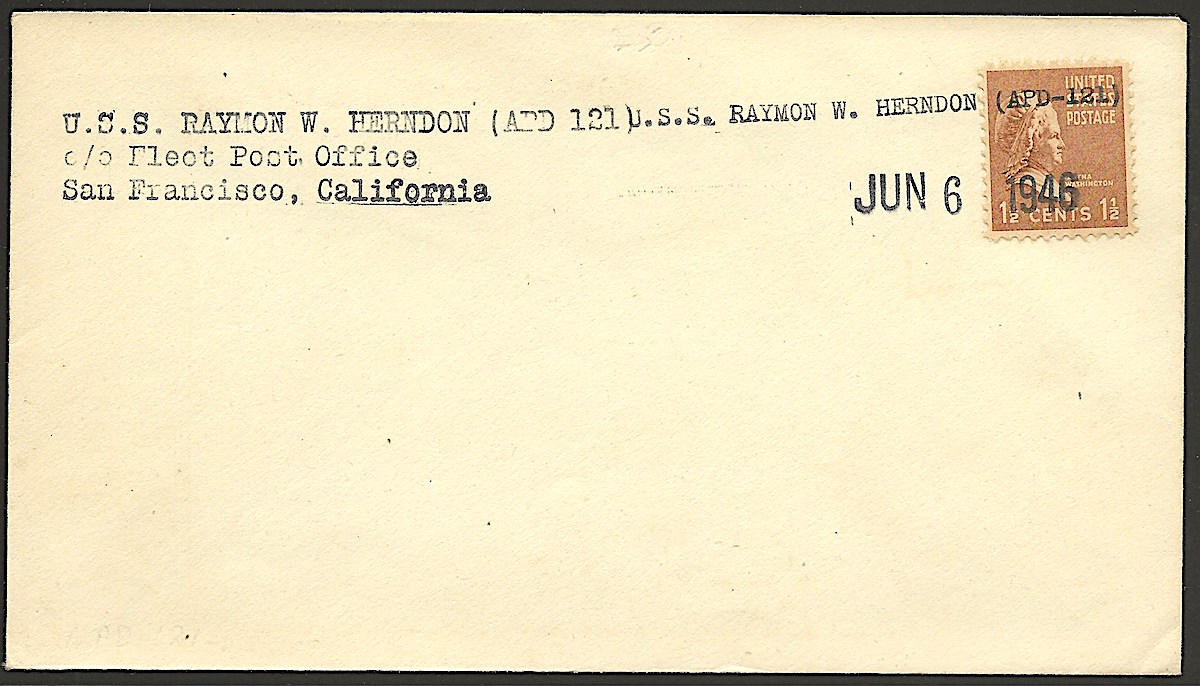 U.S.S. RAYMON W. HERNDON (APD 121)
c/o Fleet Post Office
San Francisco, California
U.S.S. RAYMON W. HERNDON (APD-121)
JUN 6 1946
UNITED
STATES
POSTAGE
MARTHA
WASHINGTON
1½ CENTS 1½